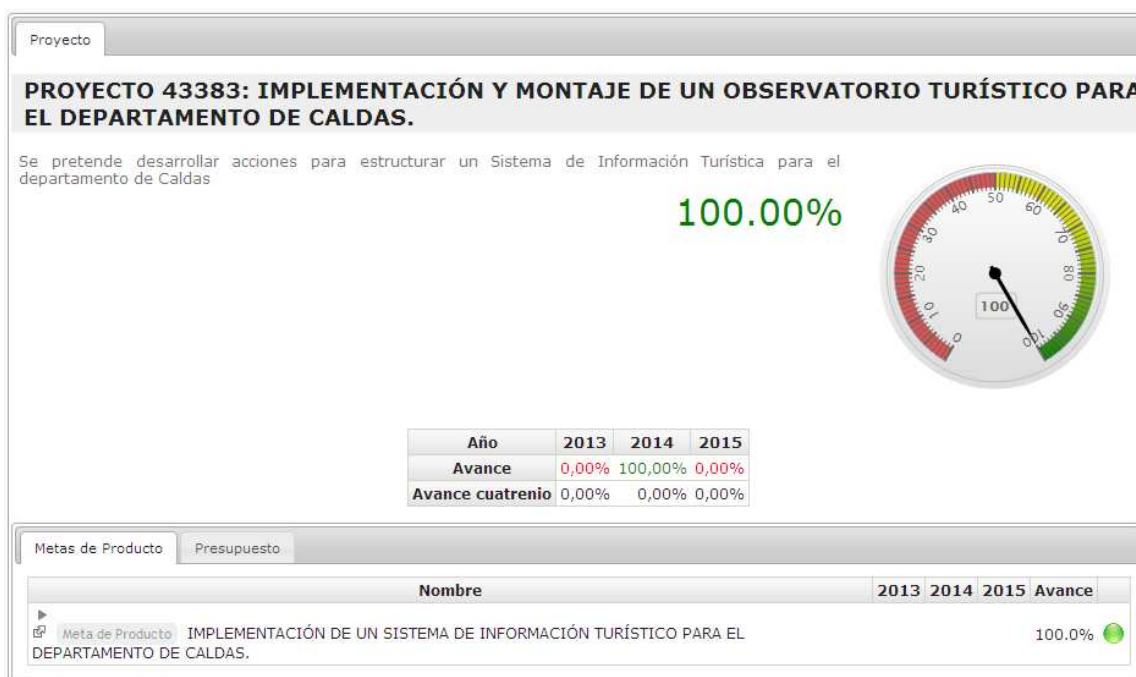 Proyecto
PROYECTO 43383: IMPLEMENTACIÓN Y MONTAJE DE UN OBSERVATORIO TURÍSTICO PARA
EL DEPARTAMENTO DE CALDAS.
Se pretende desarrollar acciones para estructurar un Sistema de Información Turística para el
departamento de Caldas
100.00%
0 10 20 30 40 50 60 70 80 90 100
100
Año 2013 2014 2015
Avance 0,00% 100,00% 0,00%
Avance cuatrenio 0,00% 0,00% 0,00%
Metas de Producto Presupuesto
Nombre 2013 2014 2015 Avance
Meta de Producto IMPLEMENTACIÓN DE UN SISTEMA DE INFORMACIÓN TURÍSTICO PARA EL 100.0%
DEPARTAMENTO DE CALDAS.